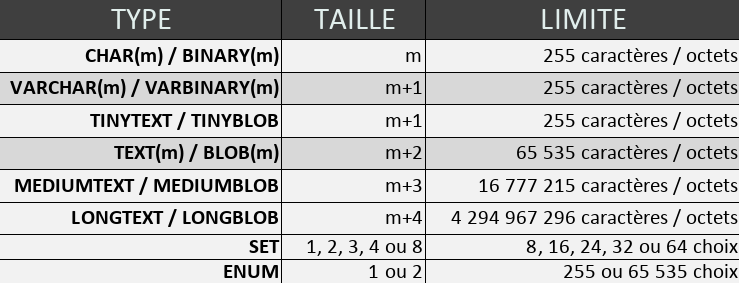 TYPE TAILLE LIMITE
CHAR(m) / BINARY(m) m 255 caractères / octets
VARCHAR(m) / VARBINARY(m) m+1 255 caractères / octets
TINYTEXT / TINYBLOB m+1 255 caractères / octets
TEXT(m) / BLOB(m) m+2 65 535 caractères / octets
MEDIUMTEXT / MEDIUMBLOB m+3 16 777 215 caractères / octets
LONGTEXT / LONGBLOB m+4 4 294 967 296 caractères / octets
SET 1, 2, 3, 4 ou 8 8, 16, 24, 32 ou 64 choix
ENUM 1 ou 2 255 ou 65 535 choix